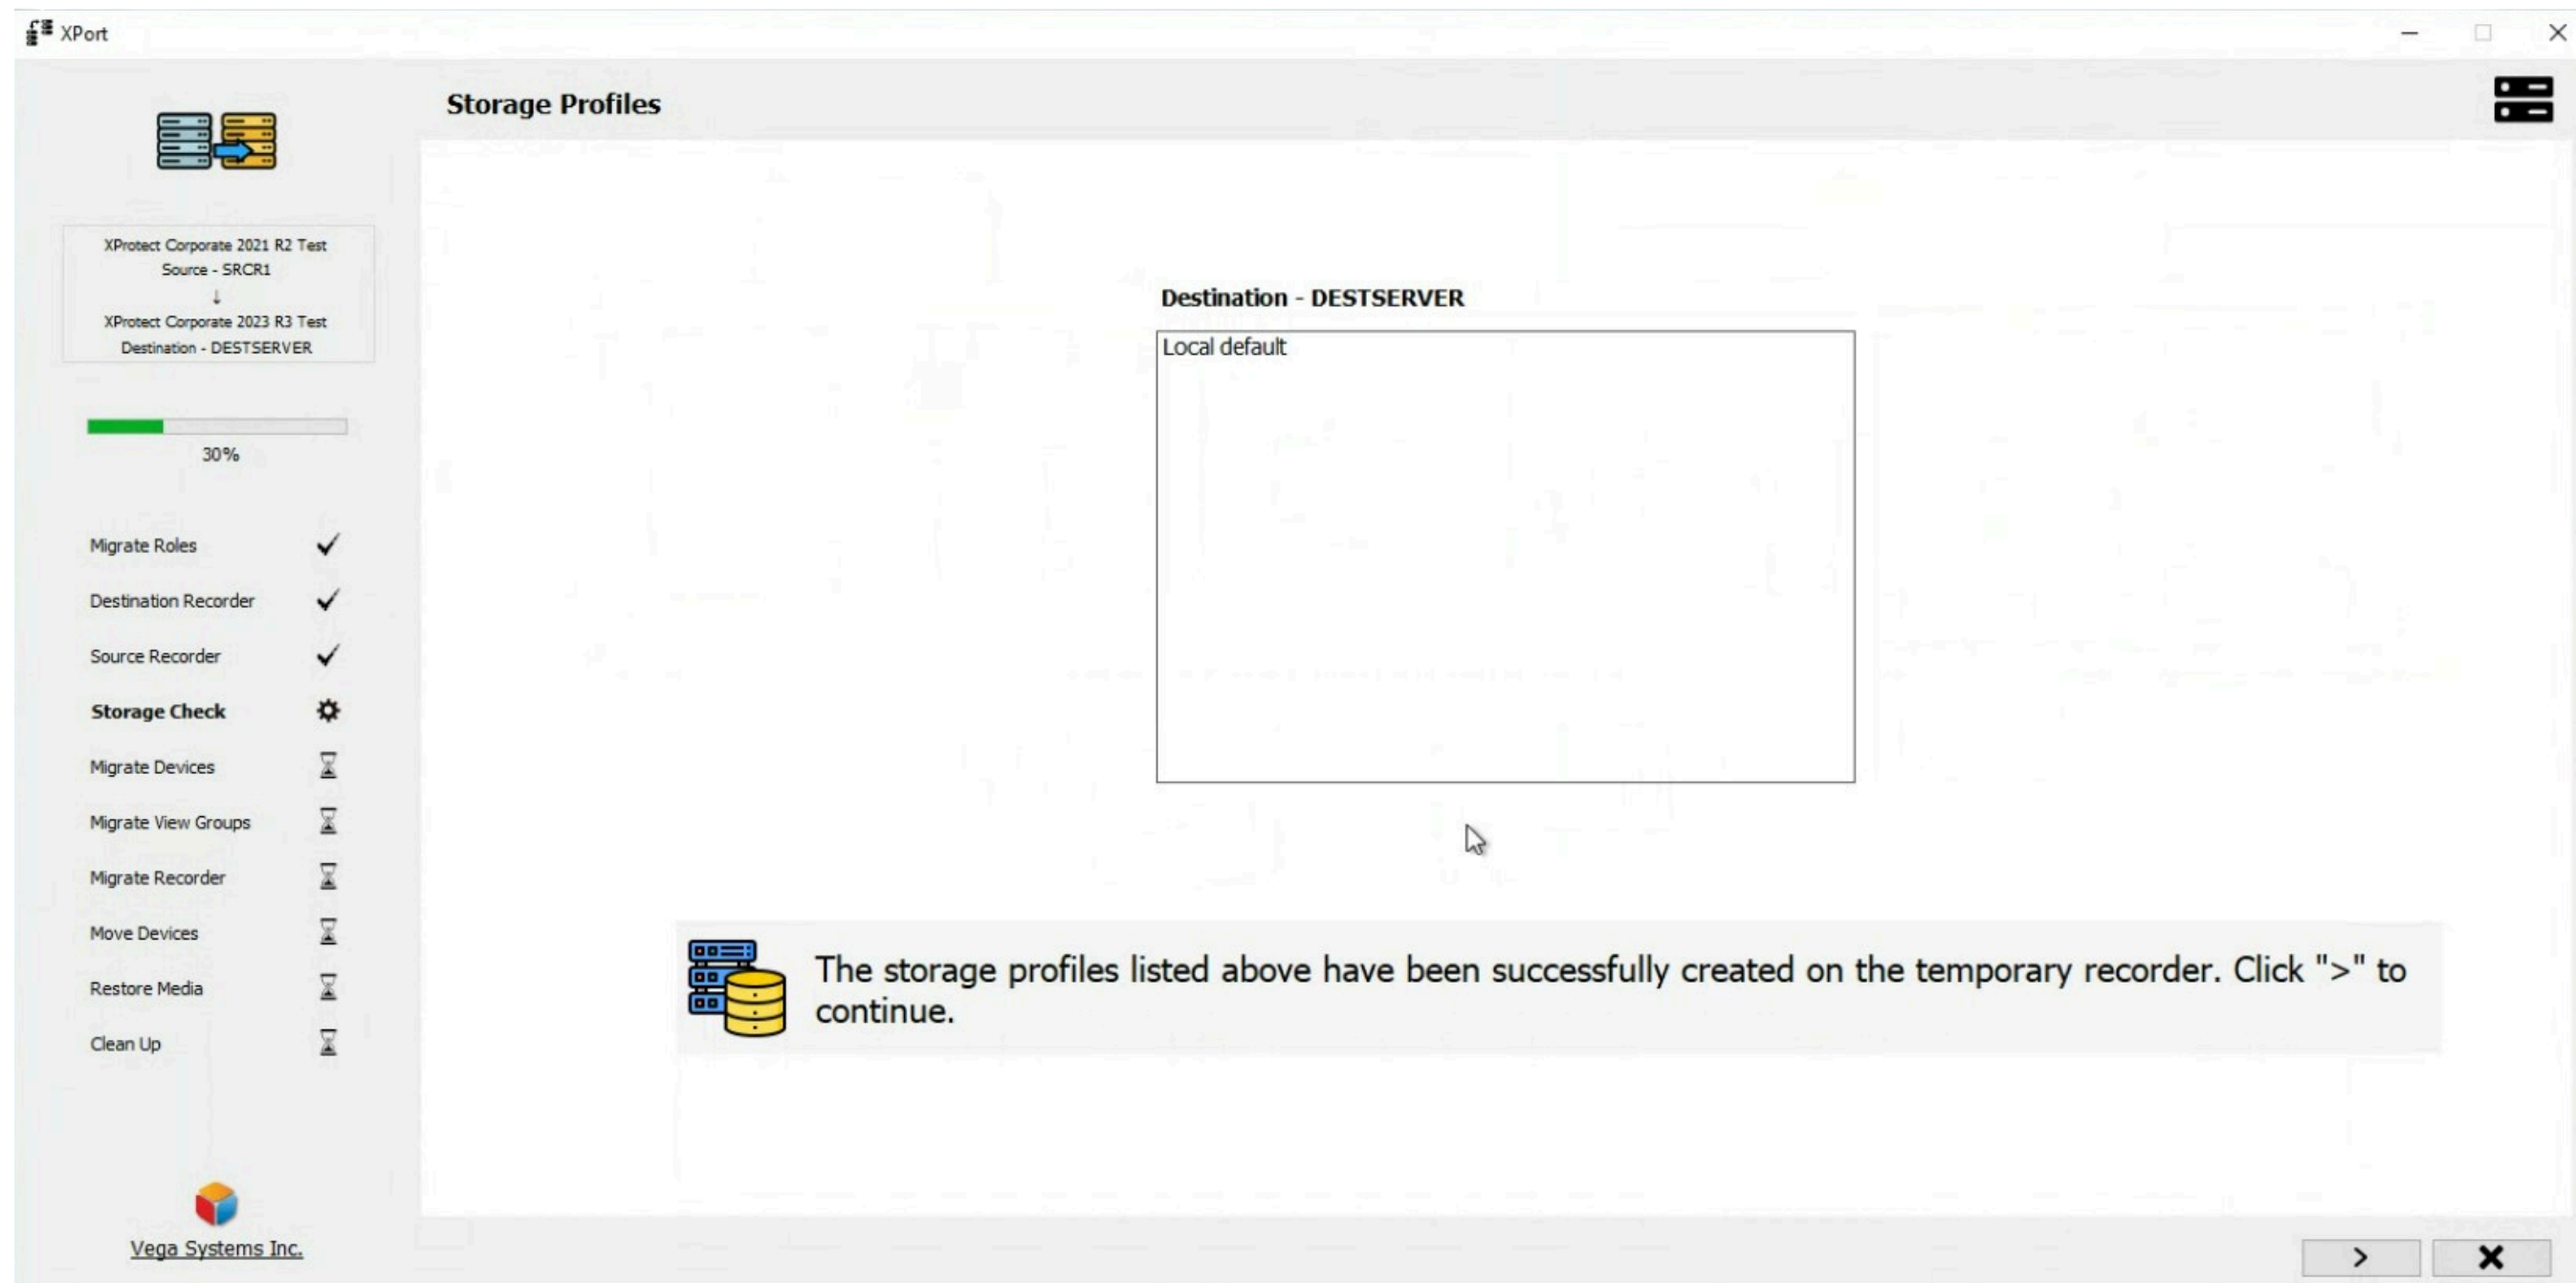 XPort
Storage Profiles
XProtect Corporate 2021 R2 Test
Source - SRCR1
↓
XProtect Corporate 2023 R3 Test
Destination - DESTSERVER
30%
Migrate Roles
Destination Recorder
Source Recorder
Storage Check
Migrate Devices
Migrate View Groups
Migrate Recorder
Move Devices
Restore Media
Clean Up
Vega Systems Inc.
Destination - DESTSERVER
Local default
The storage profiles listed above have been successfully created on the temporary recorder. Click ">" to
continue.
>